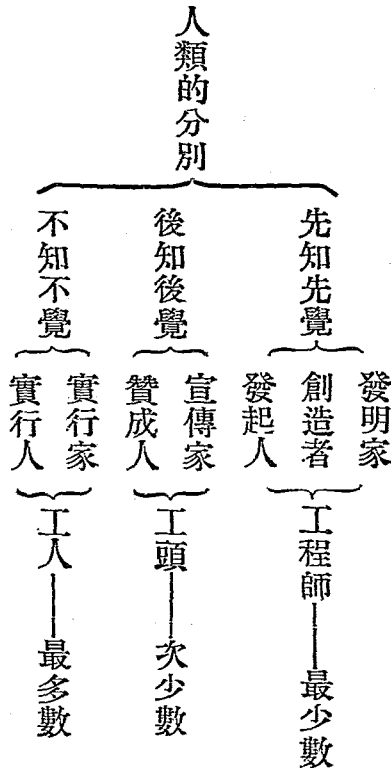 人類的分別
先知先覺
發明家
創造者
發起人
工程師——最少數
後知後覺
宣傳家
贊成人
工頭——次少數
不知不覺
實行家
實行人
工人——最多數